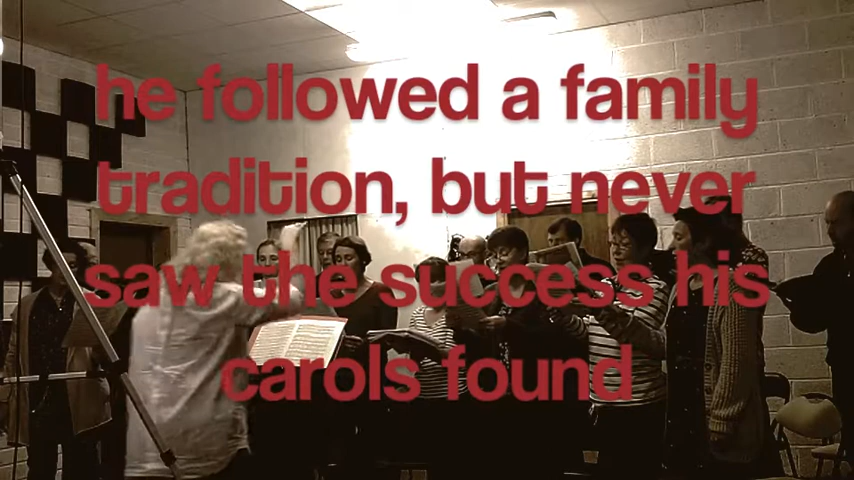 he followed a family
tradition, but never
saw the success his
carols found